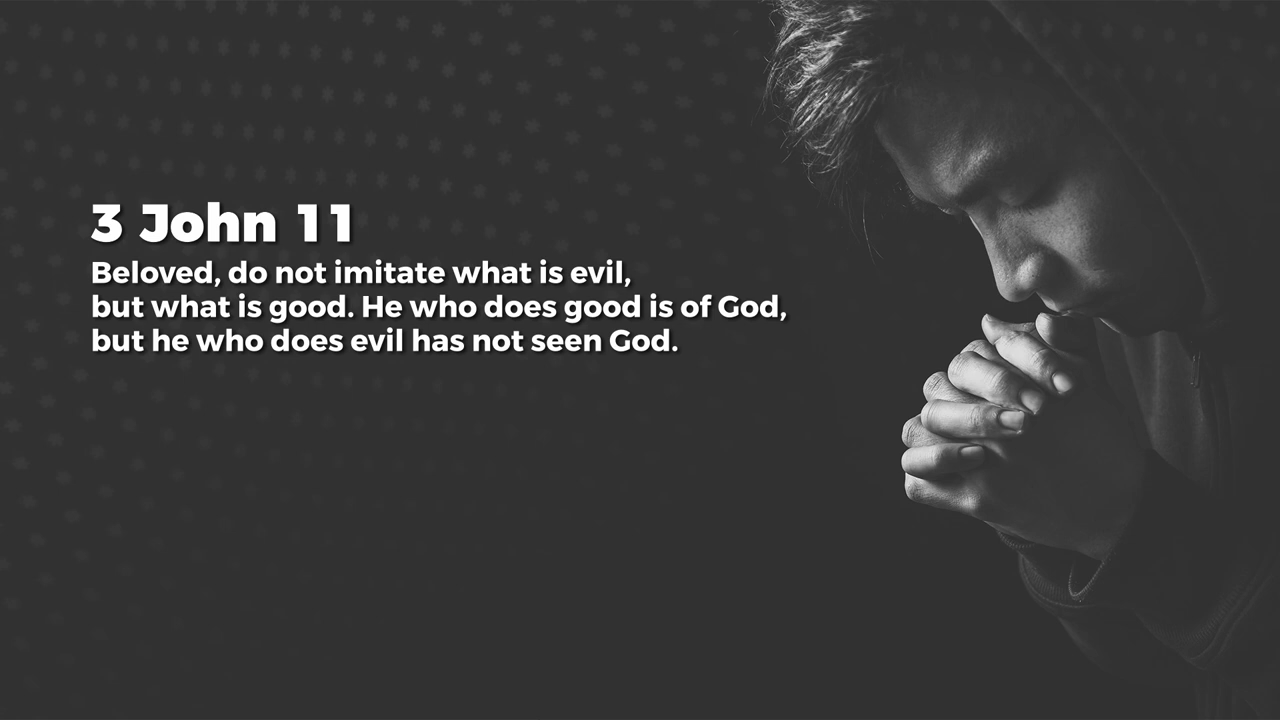 3 John 11
Beloved, do not imitate what is evil,
but what is good. He who does good is of God,
but he who does evil has not seen God.